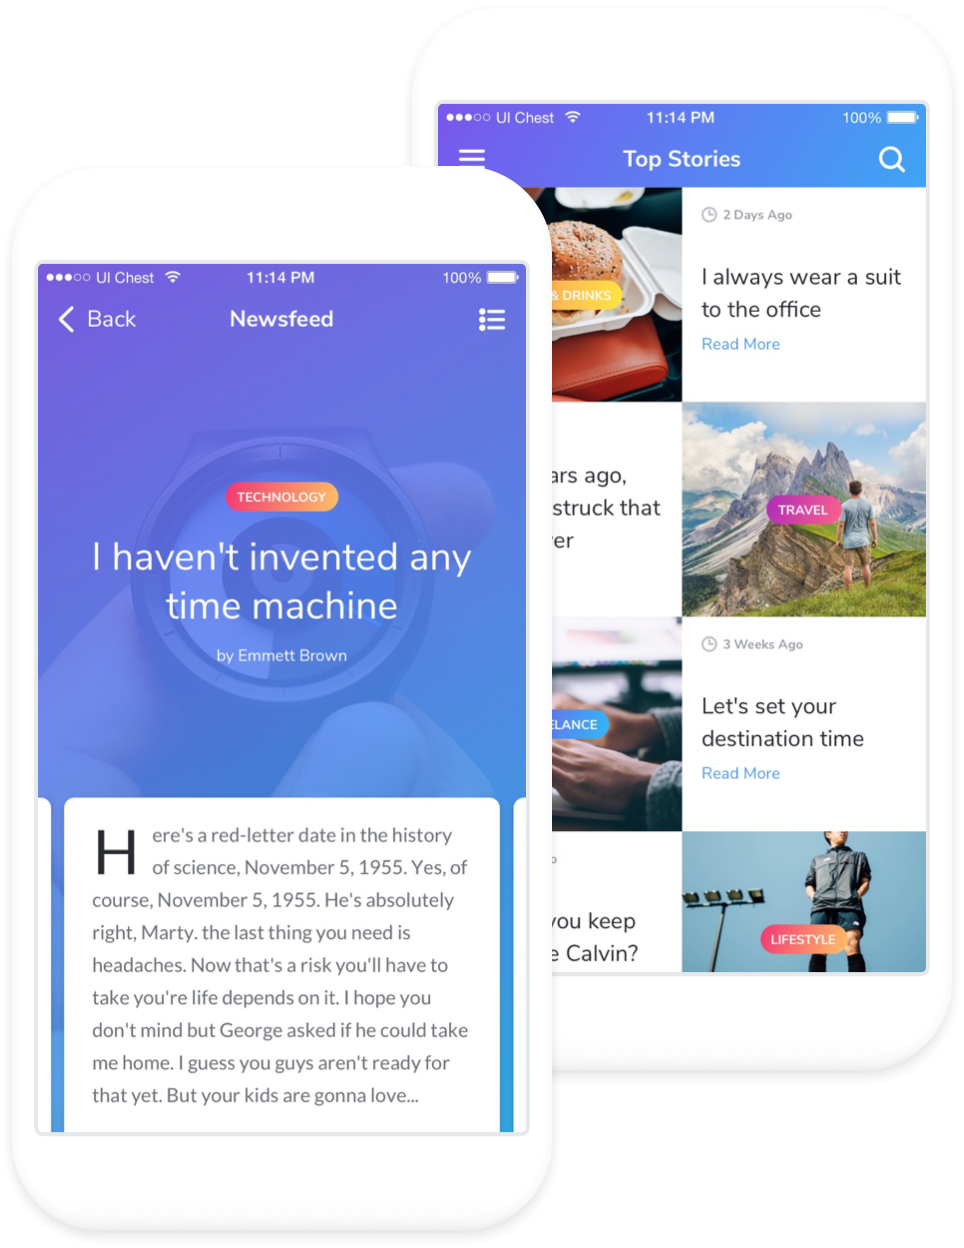 UI Chest 11:14 PM 100%
Top Stories
2 Days Ago
I always wear a suit
to the office
Read More
& DRINKS
ago,
struck that
TRAVEL
3 Weeks Ago
Let's set your
destination time
Read More
you keep
Calvin?
LIFESTYLE
UI Chest 11:14 PM 100%
Back Newsfeed
TECHNOLOGY
I haven't invented any
time machine
by Emmett Brown
Here's a red-letter date in the history
of science, November 5, 1955. Yes, of
course, November 5, 1955. He's absolutely
right, Marty. the last thing you need is
headaches. Now that's a risk you'll have to
take you're life depends on it. I hope you
don't mind but George asked if he could take
me home. I guess you guys aren't ready for
that yet. But your kids are gonna love...